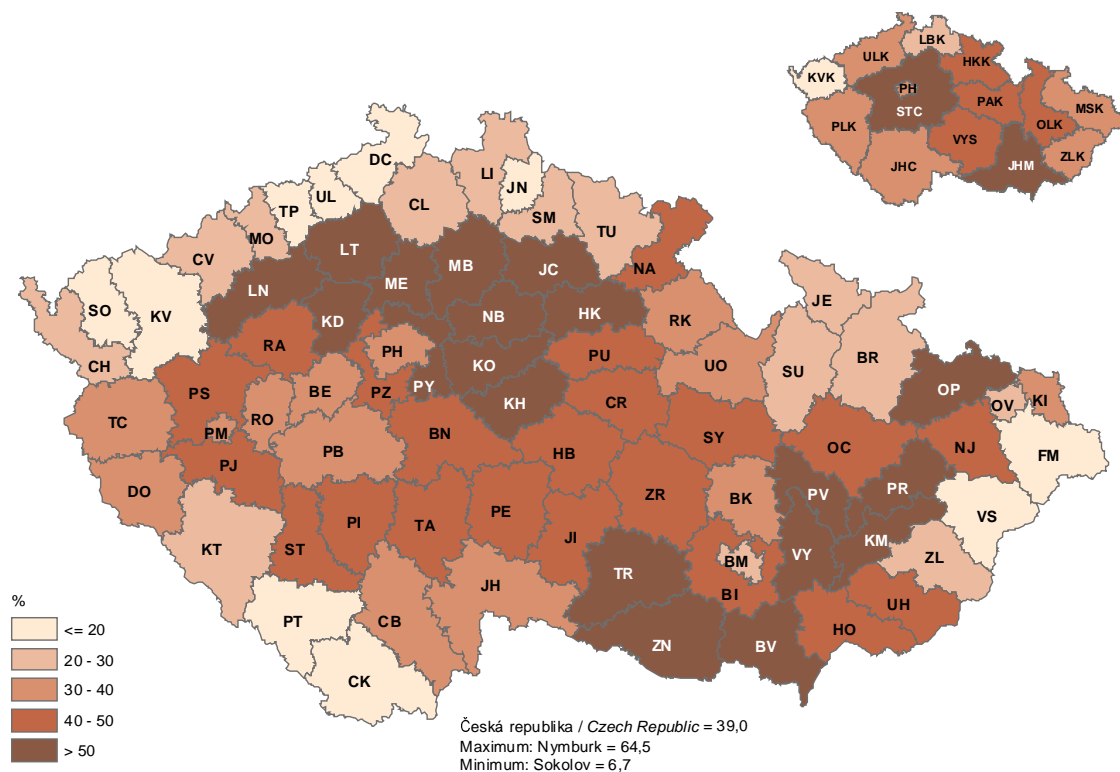 LBK
ULK
HKK
KVK
PH
PAK
MSK
STC
PLK
OLK
VYS
ZLK
JHC
JHM
DC
LI
JN
UL
TP
CL
SM
TU
MO
CV
LT
MB
JC
NA
ME
LN
SO
KV
KD
NB
HK
RK
JE
RA
PH
PU
BR
CH
KO
UO
SU
PS
BE
PZ
PY
OP
KH
CR
OV
KI
TC
RO
PM
BN
SY
OC
NJ
FM
PB
HB
PJ
DO
ZR
BK
PV
PR
VS
PI
TA
PE
KT
ST
JI
VY
KM
ZL
BM
TR
JH
BI
UH
PT
CB
HO
ZN
BV
CK
%
<= 20
20 - 30
30 - 40
40 - 50
> 50
Česká republika / Czech Republic = 39,0
Maximum: Nymburk = 64,5
Minimum: Sokolov = 6,7